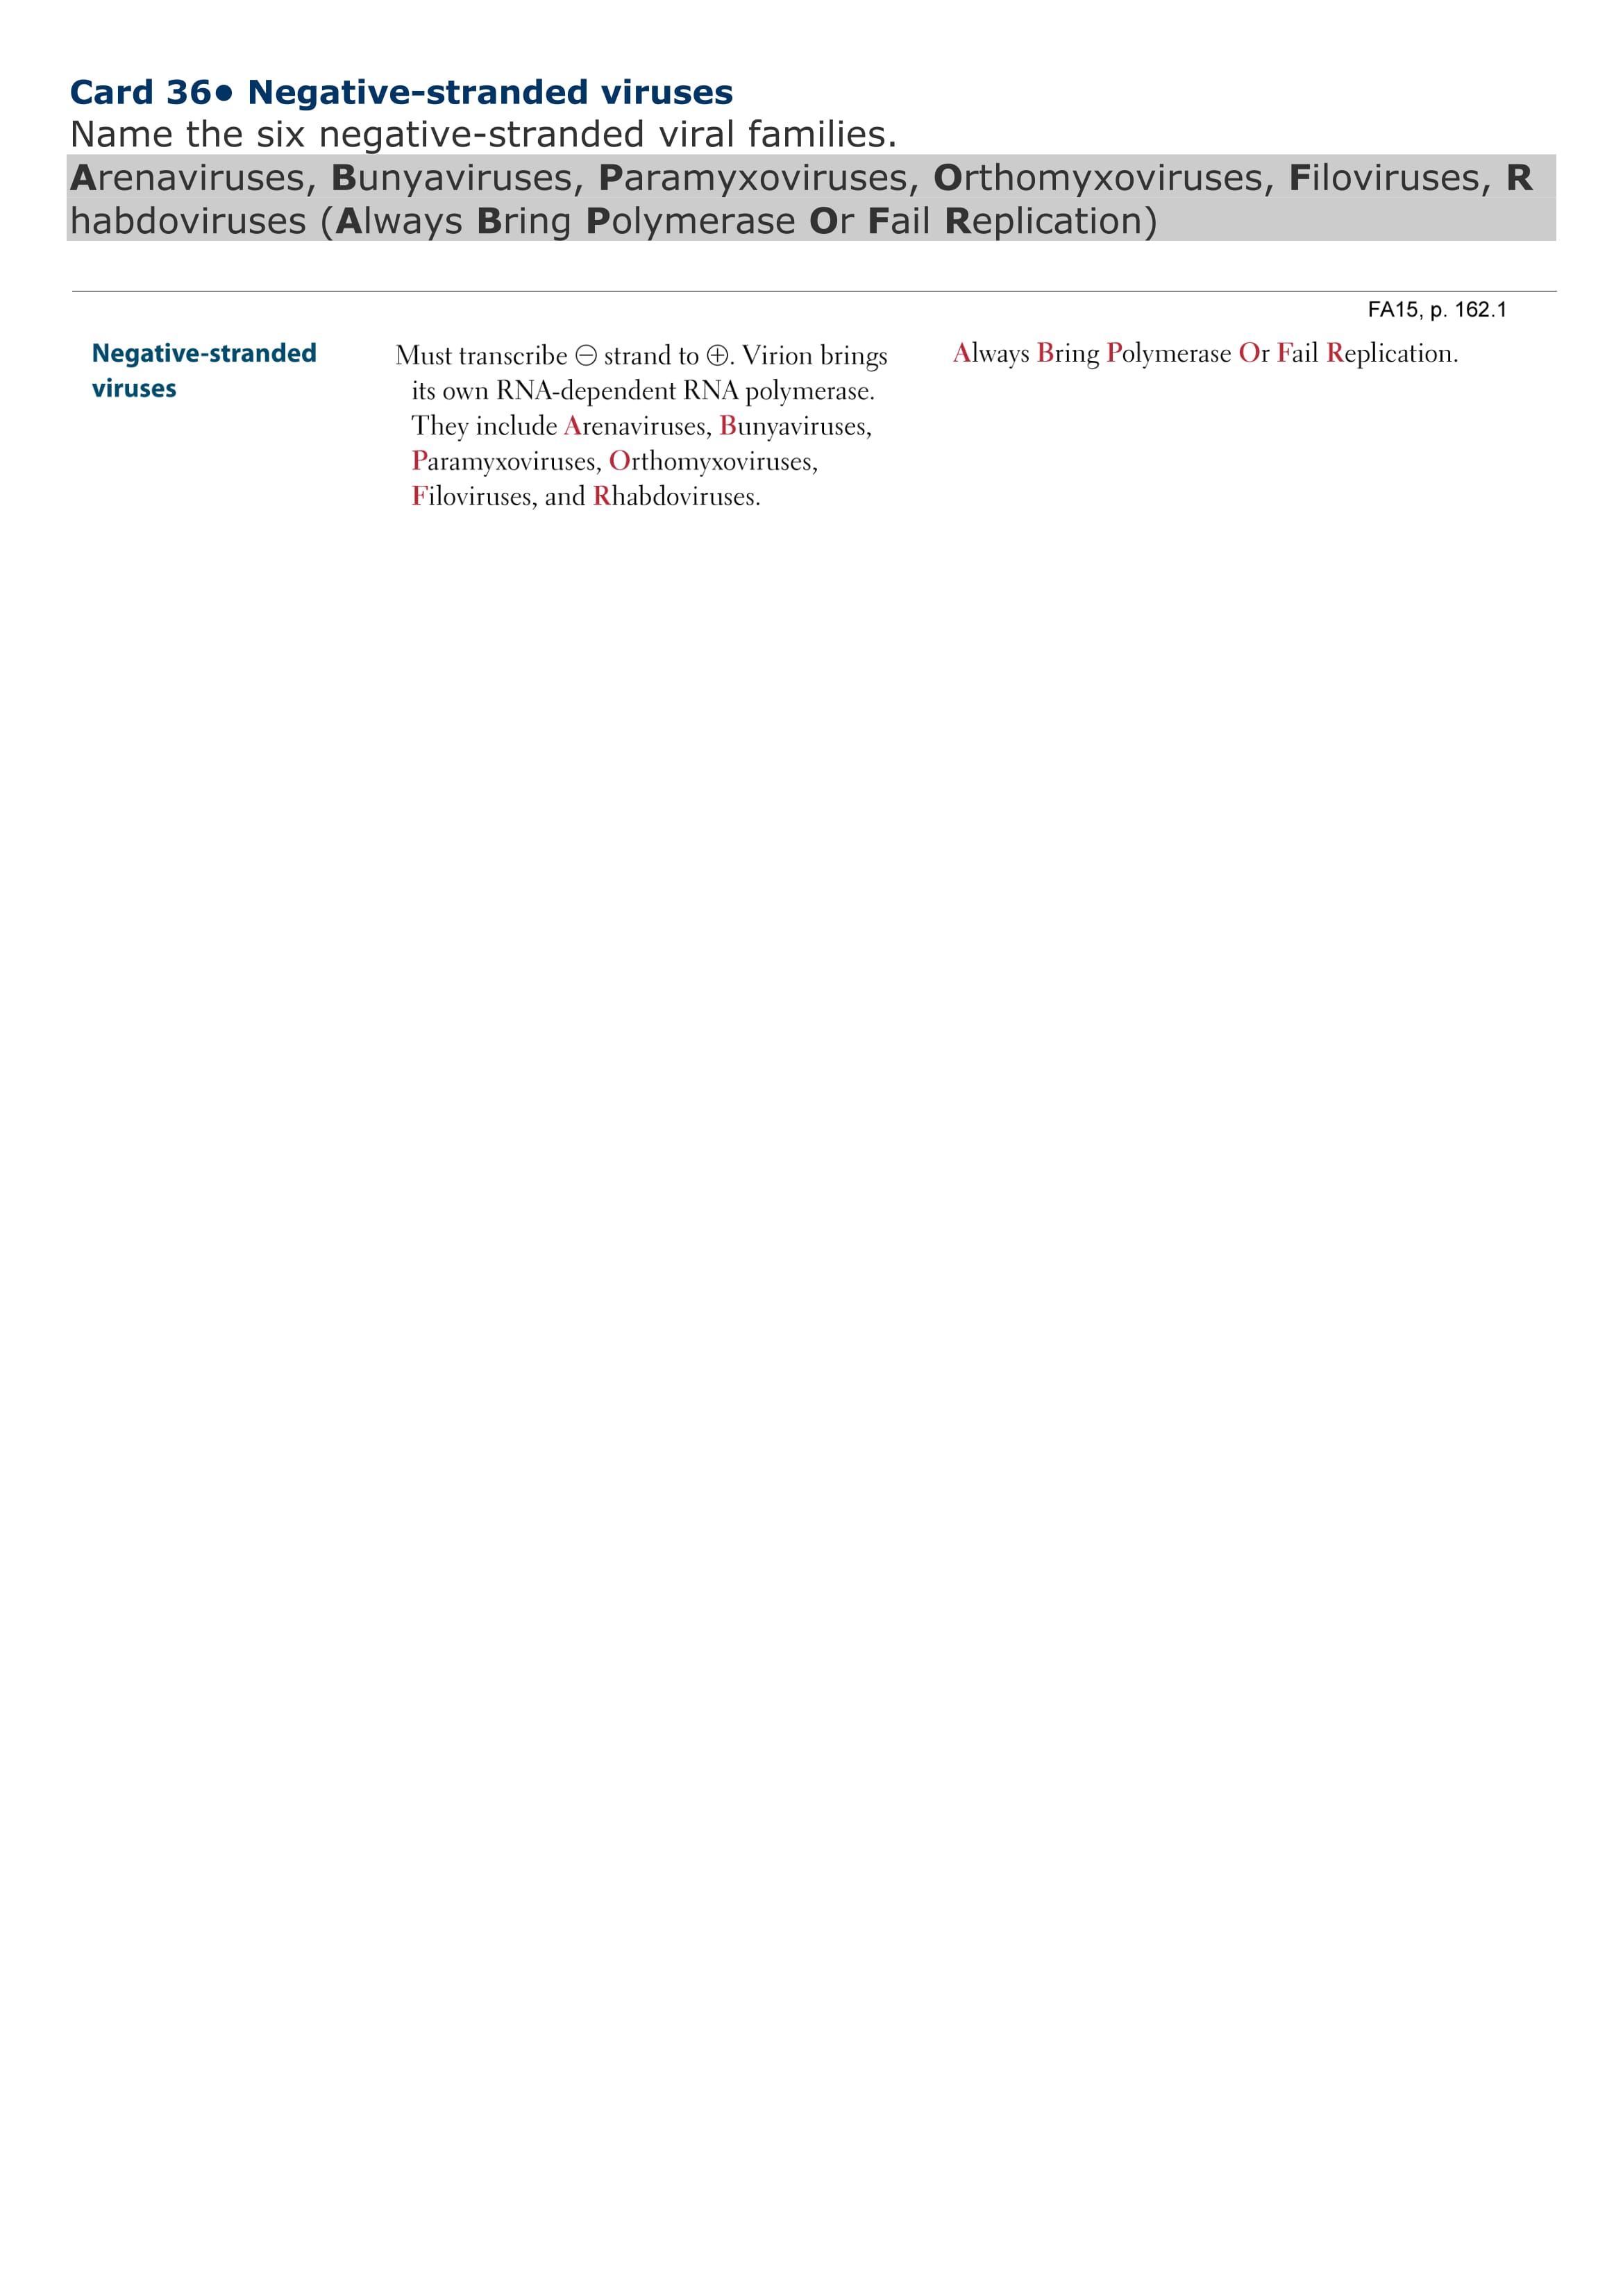 Card 36● Negative-stranded viruses
Name the six negative-stranded viral families.
Arenaviruses, Bunyaviruses, Paramyxoviruses, Orthomyxoviruses, Filoviruses, R
habdoviruses (Always Bring Polymerase Or Fail Replication)
FA15, p. 162.1
Negative-stranded
viruses
Must transcribe ⊖ strand to ⊕. Virion brings
its own RNA-dependent RNA polymerase.
They include Arenaviruses, Bunyaviruses,
Paramyxoviruses, Orthomyxoviruses,
Filoviruses, and Rhabdoviruses.
Always Bring Polymerase Or Fail Replication.